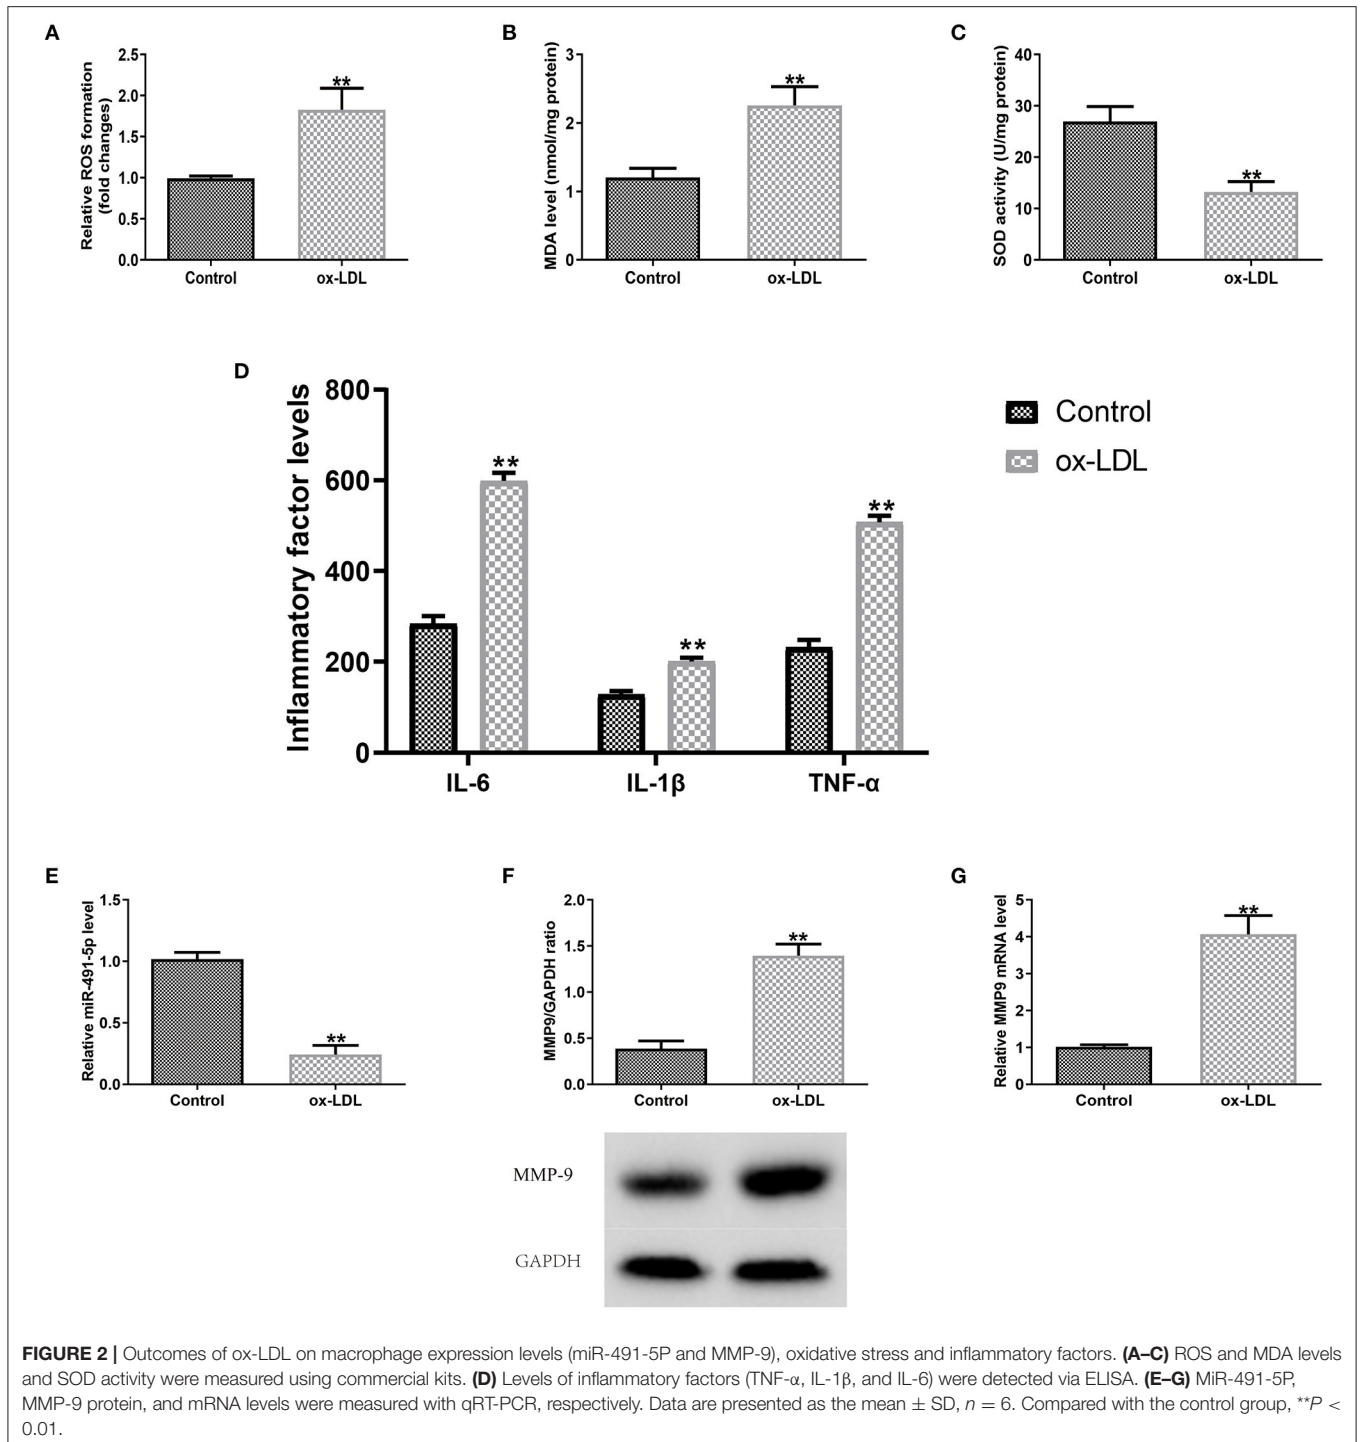 A
Relative ROS formation
(fold changes)
2.5
2.0
1.5
1.0
0.5
0.0
**
Control
ox-LDL
B
MDA level (nmol/mg protein)
3
2
1
0
**
Control
ox-LDL
C
SOD activity (U/mg protein)
40
30
20
10
0
**
Control
ox-LDL
D
Inflammatory factor levels
800
600
400
200
0
**
**
**
IL-6
IL-1β
TNF-α
Control
ox-LDL
E
Relative miR-491-5p level
1.5
1.0
0.5
0.0
**
Control
ox-LDL
F
MMP9/GAPDH ratio
2.0
1.5
1.0
0.5
0.0
**
Control
ox-LDL
MMP-9
GAPDH
G
Relative MMP9 mRNA level
5
4
3
2
1
0
**
Control
ox-LDL
FIGURE 2 | Outcomes of ox-LDL on macrophage expression levels (miR-491-5P and MMP-9), oxidative stress and inflammatory factors. (A–C) ROS and MDA levels
and SOD activity were measured using commercial kits. (D) Levels of inflammatory factors (TNF-α, IL-1β, and IL-6) were detected via ELISA. (E–G) MiR-491-5P,
MMP-9 protein, and mRNA levels were measured with qRT-PCR, respectively. Data are presented as the mean ± SD, n = 6. Compared with the control group, **P <
0.01.